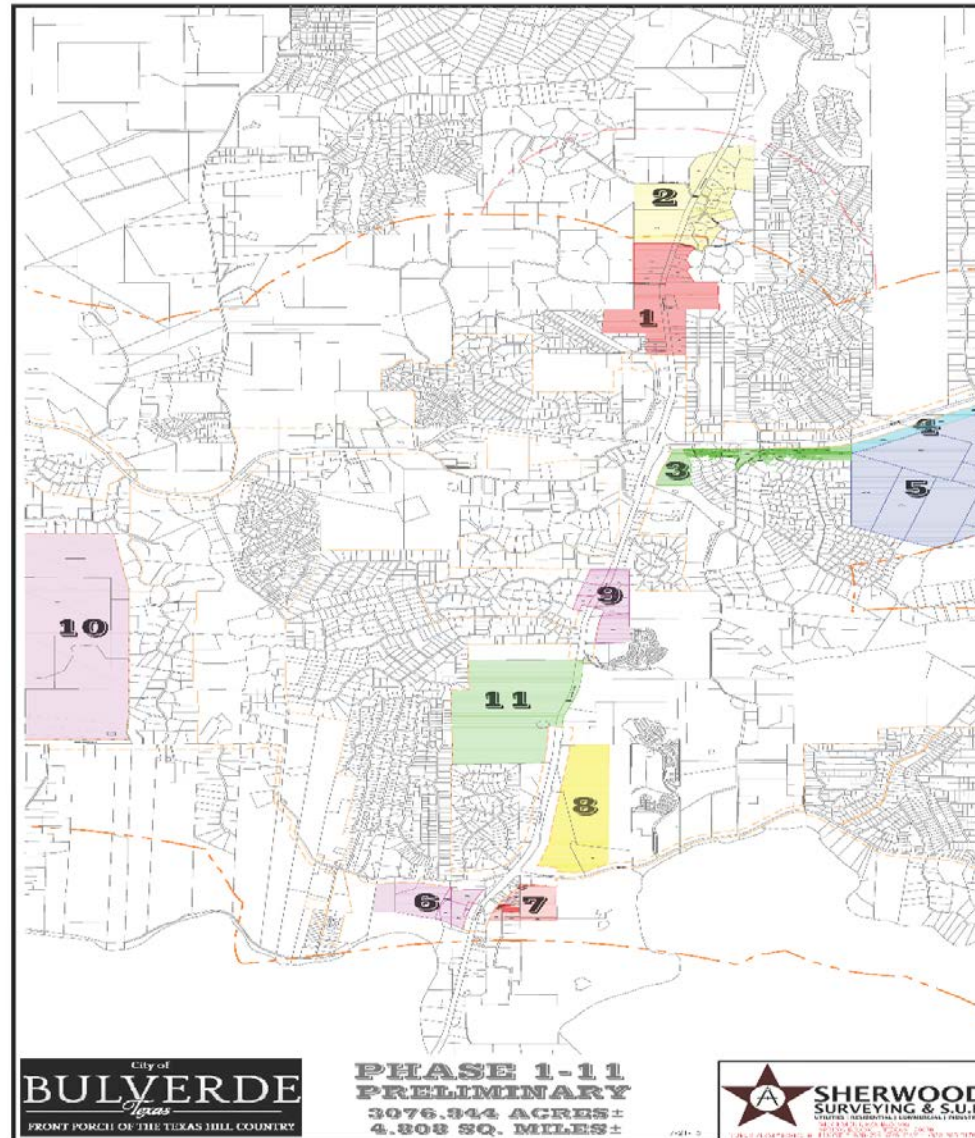 2
1
4
3
5
9
10
11
8
6
7
City of
BULVERDE
Texas
FRONT PORCH OF THE TEXAS HILL COUNTRY
PHASE 1-11
PRELIMINARY
3076.944 ACRES±
4.808 SQ. MILES±
SHERWOOD
SURVEYING & S.U.